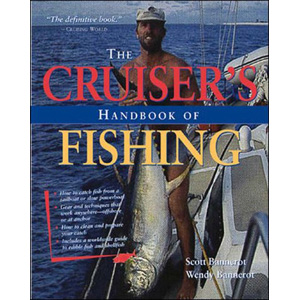 "The definitive book."
CRUISING WORLD
THE
CRUISER'S
HANDBOOK OF
FISHING
How to catch fish from a
sailboat or slow powerboat
Gear and techniques that
work anywhere—offshore
or at anchor
How to clean and prepare
your catch
Includes a worldwide guide
to edible fish and shellfish
Scott Bannerot
Wendy Bannerot